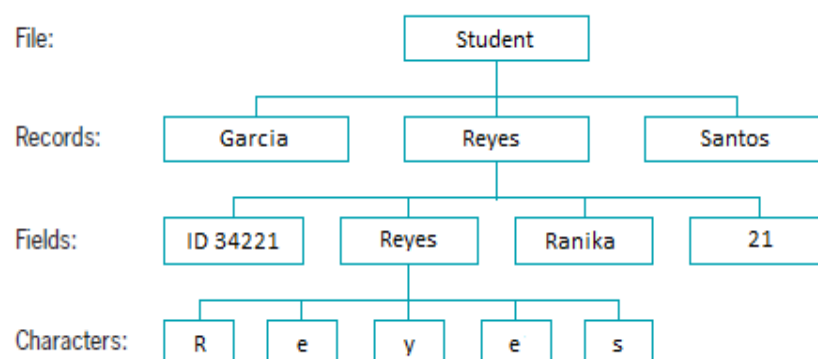 File: Student
Records: Garcia Reyes Santos
Fields: ID 34221 Reyes Ranika 21
Characters: R e y e s